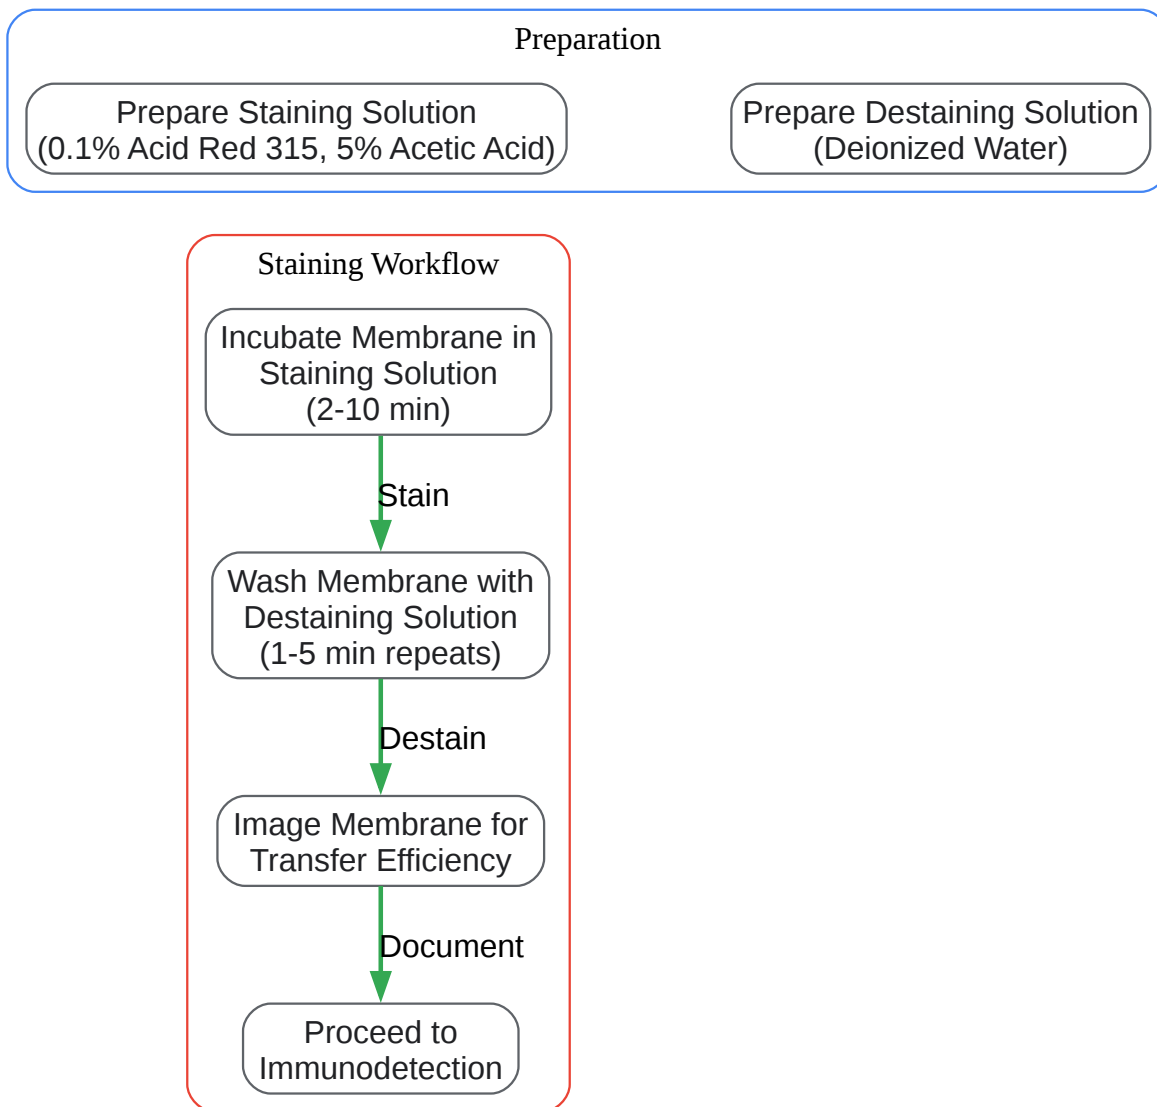 Preparation
Prepare Staining Solution
(0.1% Acid Red 315, 5% Acetic Acid)
Prepare Destaining Solution
(Deionized Water)
Staining Workflow
Incubate Membrane in
Staining Solution
(2-10 min)
Stain
Wash Membrane with
Destaining Solution
(1-5 min repeats)
Destain
Image Membrane for
Transfer Efficiency
Document
Proceed to
Immunodetection